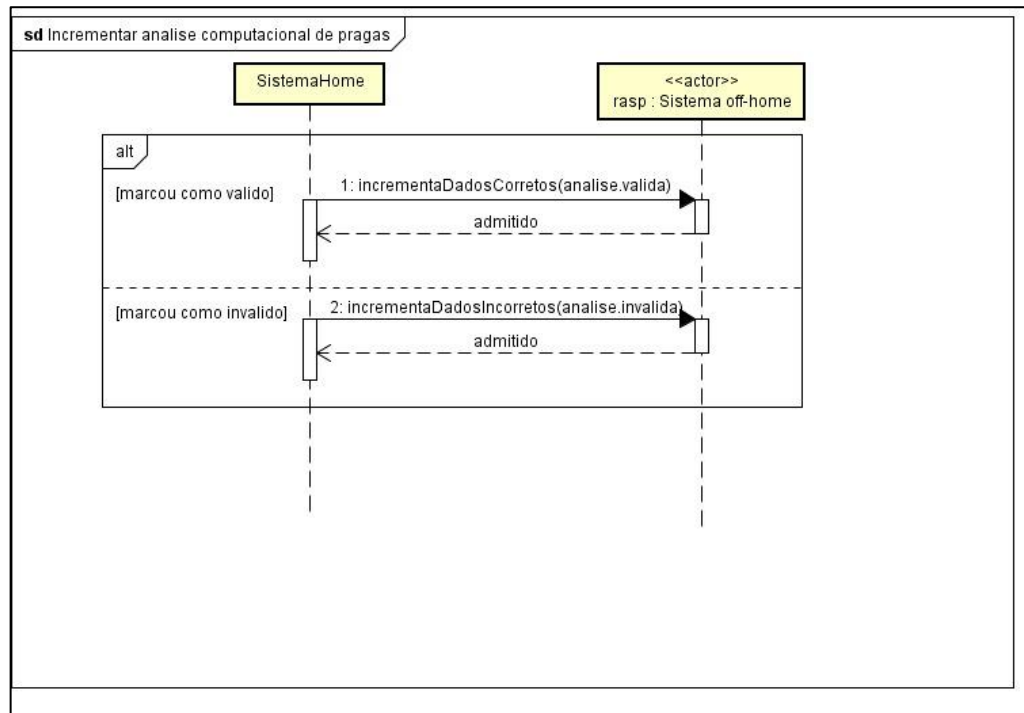 sd Incrementar analise computacional de pragas
SistemaHome
<<actor>>
rasp : Sistema off-home
alt
[marcou como valido]
1: incrementaDadosCorretos(analise.valida)
admitido
[marcou como invalido]
2: incrementaDadosIncorretos(analise.invalida)
admitido